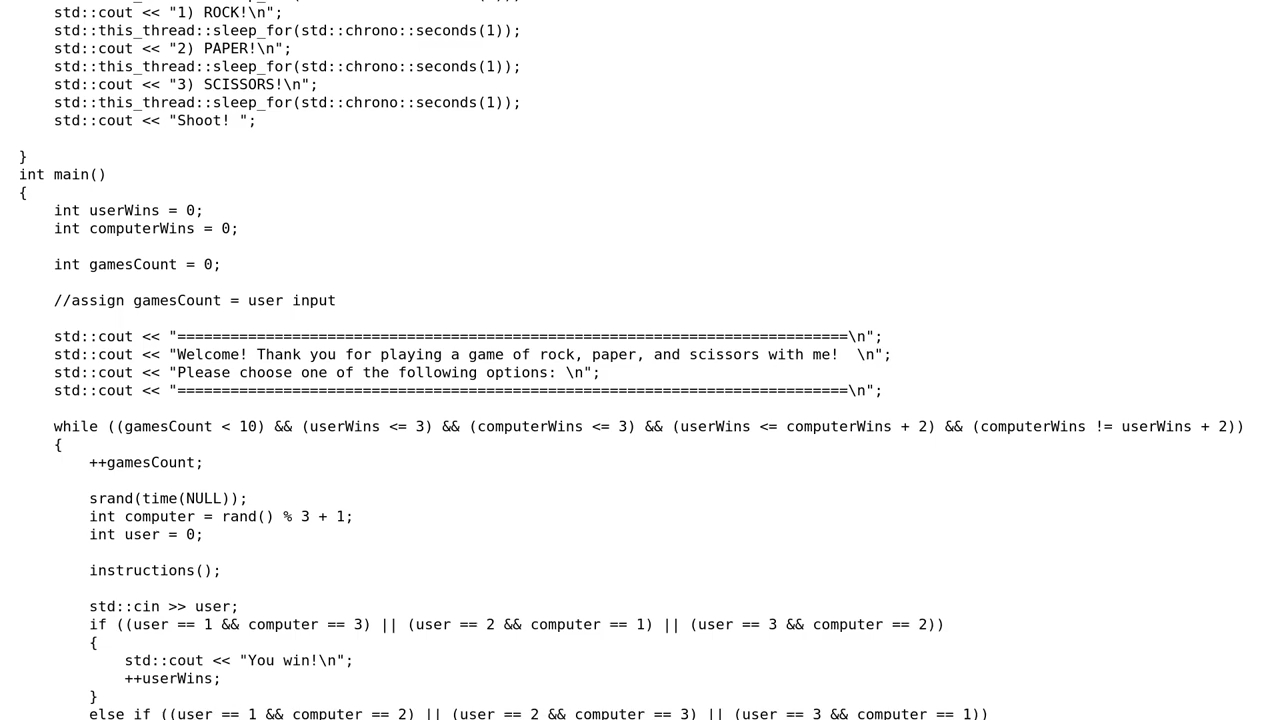 std::cout << "1) ROCK!\n";
std::this_thread::sleep_for(std::chrono::seconds(1));
std::cout << "2) PAPER!\n";
std::this_thread::sleep_for(std::chrono::seconds(1));
std::cout << "3) SCISSORS!\n";
std::this_thread::sleep_for(std::chrono::seconds(1));
std::cout << "Shoot! ";
}
int main()
{
int userWins = 0;
int computerWins = 0;
int gamesCount = 0;
//assign gamesCount = user input
std::cout << "============================================================================\n";
std::cout << "Welcome! Thank you for playing a game of rock, paper, and scissors with me!  \n";
std::cout << "Please choose one of the following options: \n";
std::cout << "============================================================================\n";
while ((gamesCount < 10) && (userWins <= 3) && (computerWins <= 3) && (userWins <= computerWins + 2) && (computerWins != userWins + 2))
{
++gamesCount;
srand(time(NULL));
int computer = rand() % 3 + 1;
int user = 0;
instructions();
std::cin >> user;
if ((user == 1 && computer == 3) || (user == 2 && computer == 1) || (user == 3 && computer == 2))
{
std::cout << "You win!\n";
++userWins;
}
else if ((user == 1 && computer == 2) || (user == 2 && computer == 3) || (user == 3 && computer == 1))